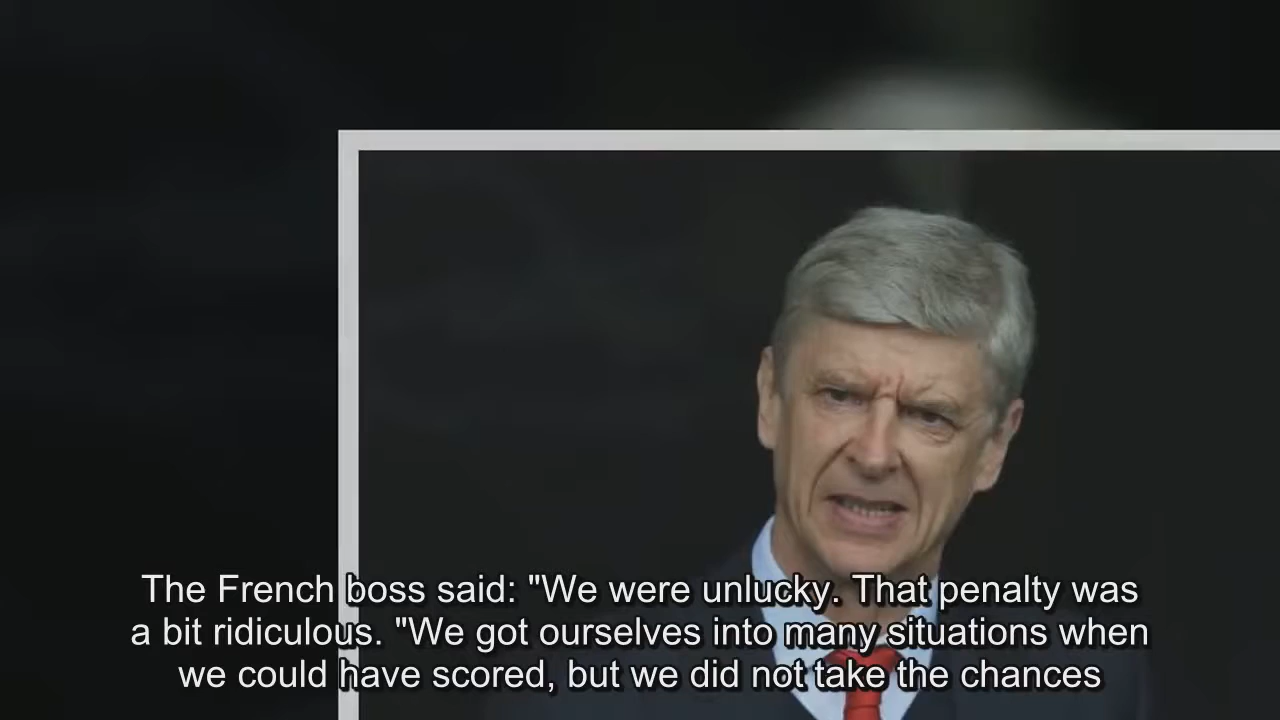 The French boss said: "We were unlucky. That penalty was
a bit ridiculous. "We got ourselves into many situations when
we could have scored, but we did not take the chances